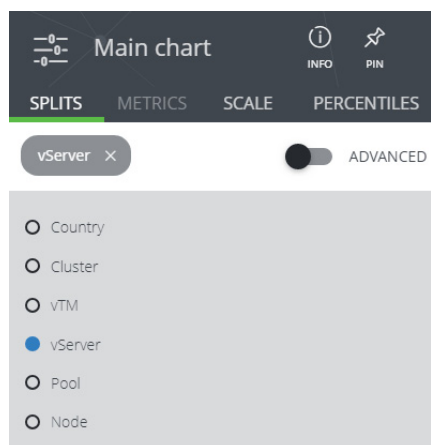 Main chart
INFO PIN
SPLITS METRICS SCALE PERCENTILES
vServer ×
ADVANCED
Country
Cluster
vTM
vServer
Pool
Node